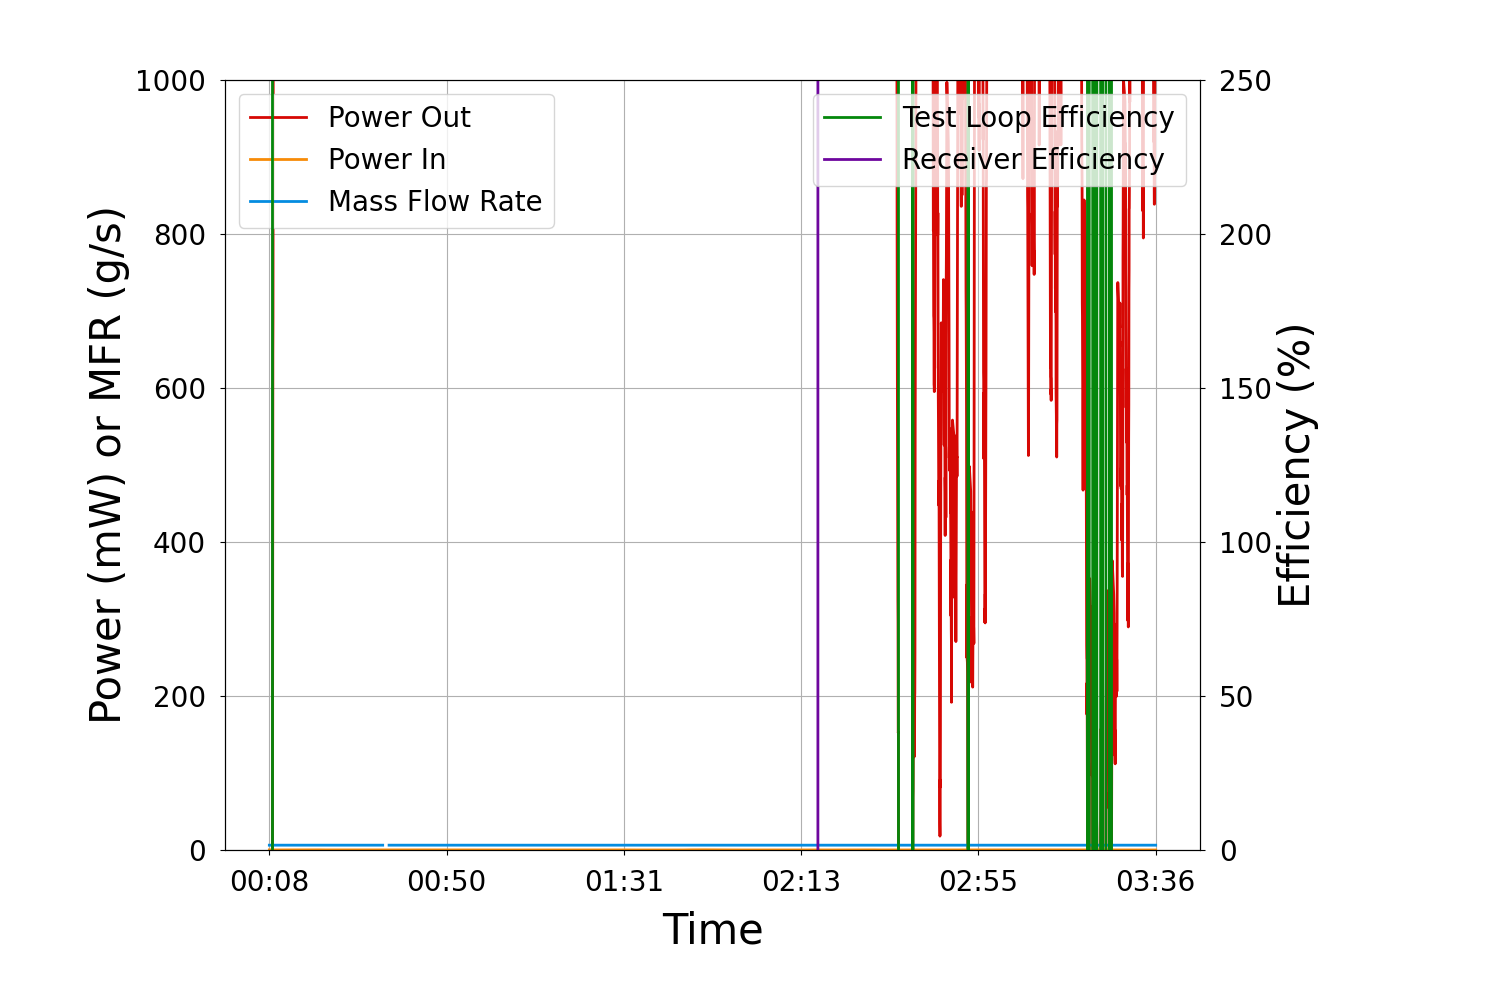 1000
800
600
400
200
0
Power (mW) or MFR (g/s)
Power Out
Power In
Mass Flow Rate
Test Loop Efficiency
Receiver Efficiency
250
200
150
100
50
0
Efficiency (%)
00:08 00:50 01:31 02:13 02:55 03:36
Time